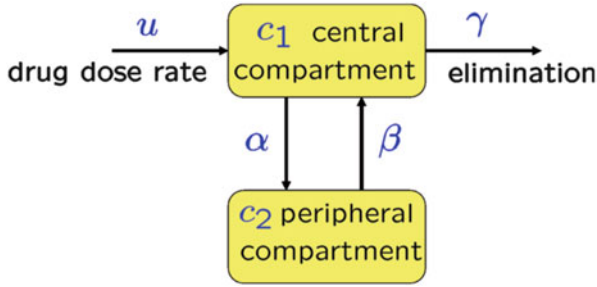 u
drug dose rate
c1 central
compartment
γ
elimination
α
β
c2 peripheral
compartment